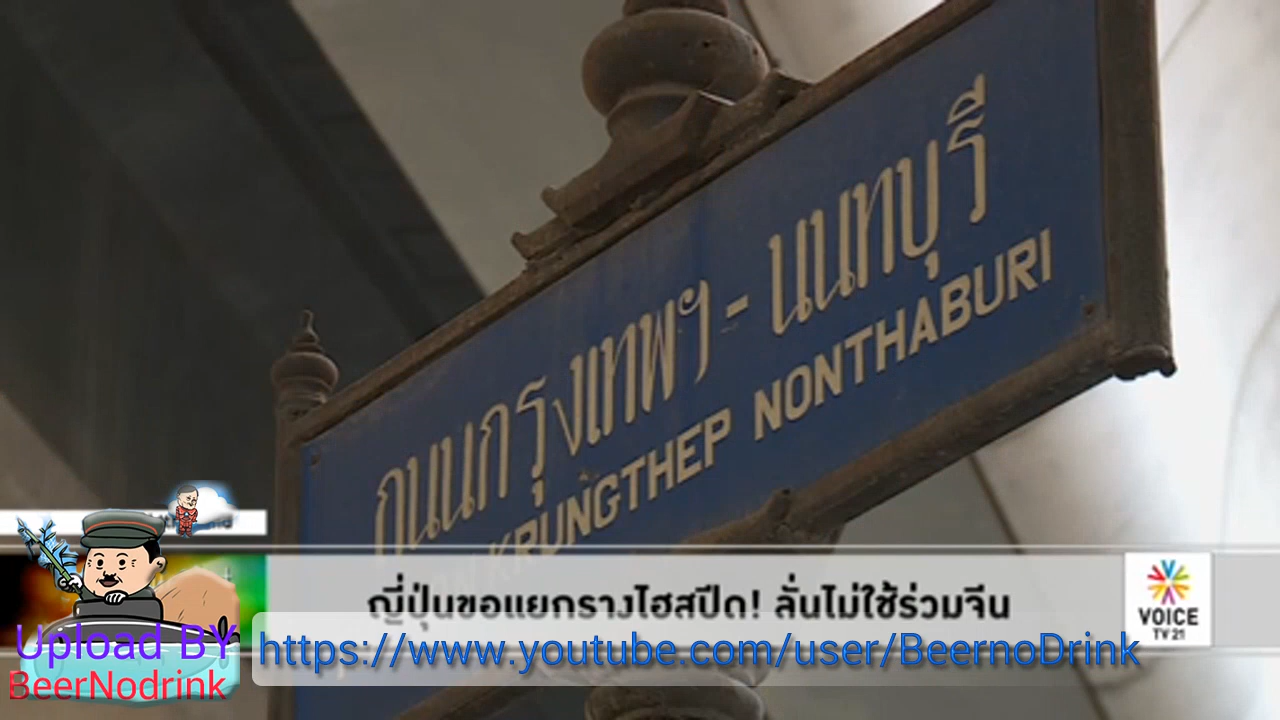 ถนนกรุงเทพฯ - นนทบุรี
KRUNGTHEP NONTHABURI
ญี่ปุ่นขอแยกรางไฮสปีด! ลั่นไม่ใช้ร่วมจีน
VOICE
TV 21
Upload BY
https://www.youtube.com/user/BeernoDrink
BeerNodrink